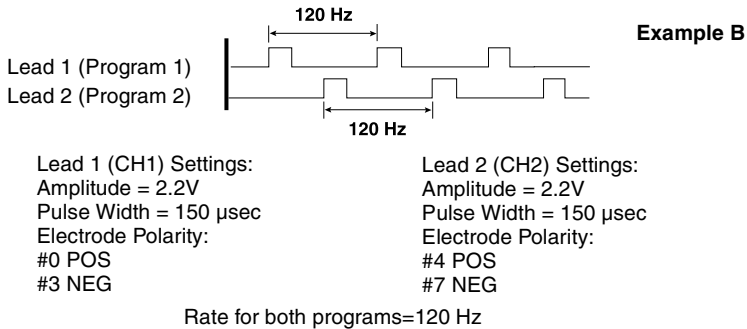 120 Hz
Example B
Lead 1 (Program 1)
Lead 2 (Program 2)
120 Hz
Lead 1 (CH1) Settings:
Amplitude = 2.2V
Pulse Width = 150 µsec
Electrode Polarity:
#0 POS
#3 NEG
Lead 2 (CH2) Settings:
Amplitude = 2.2V
Pulse Width = 150 µsec
Electrode Polarity:
#4 POS
#7 NEG
Rate for both programs=120 Hz